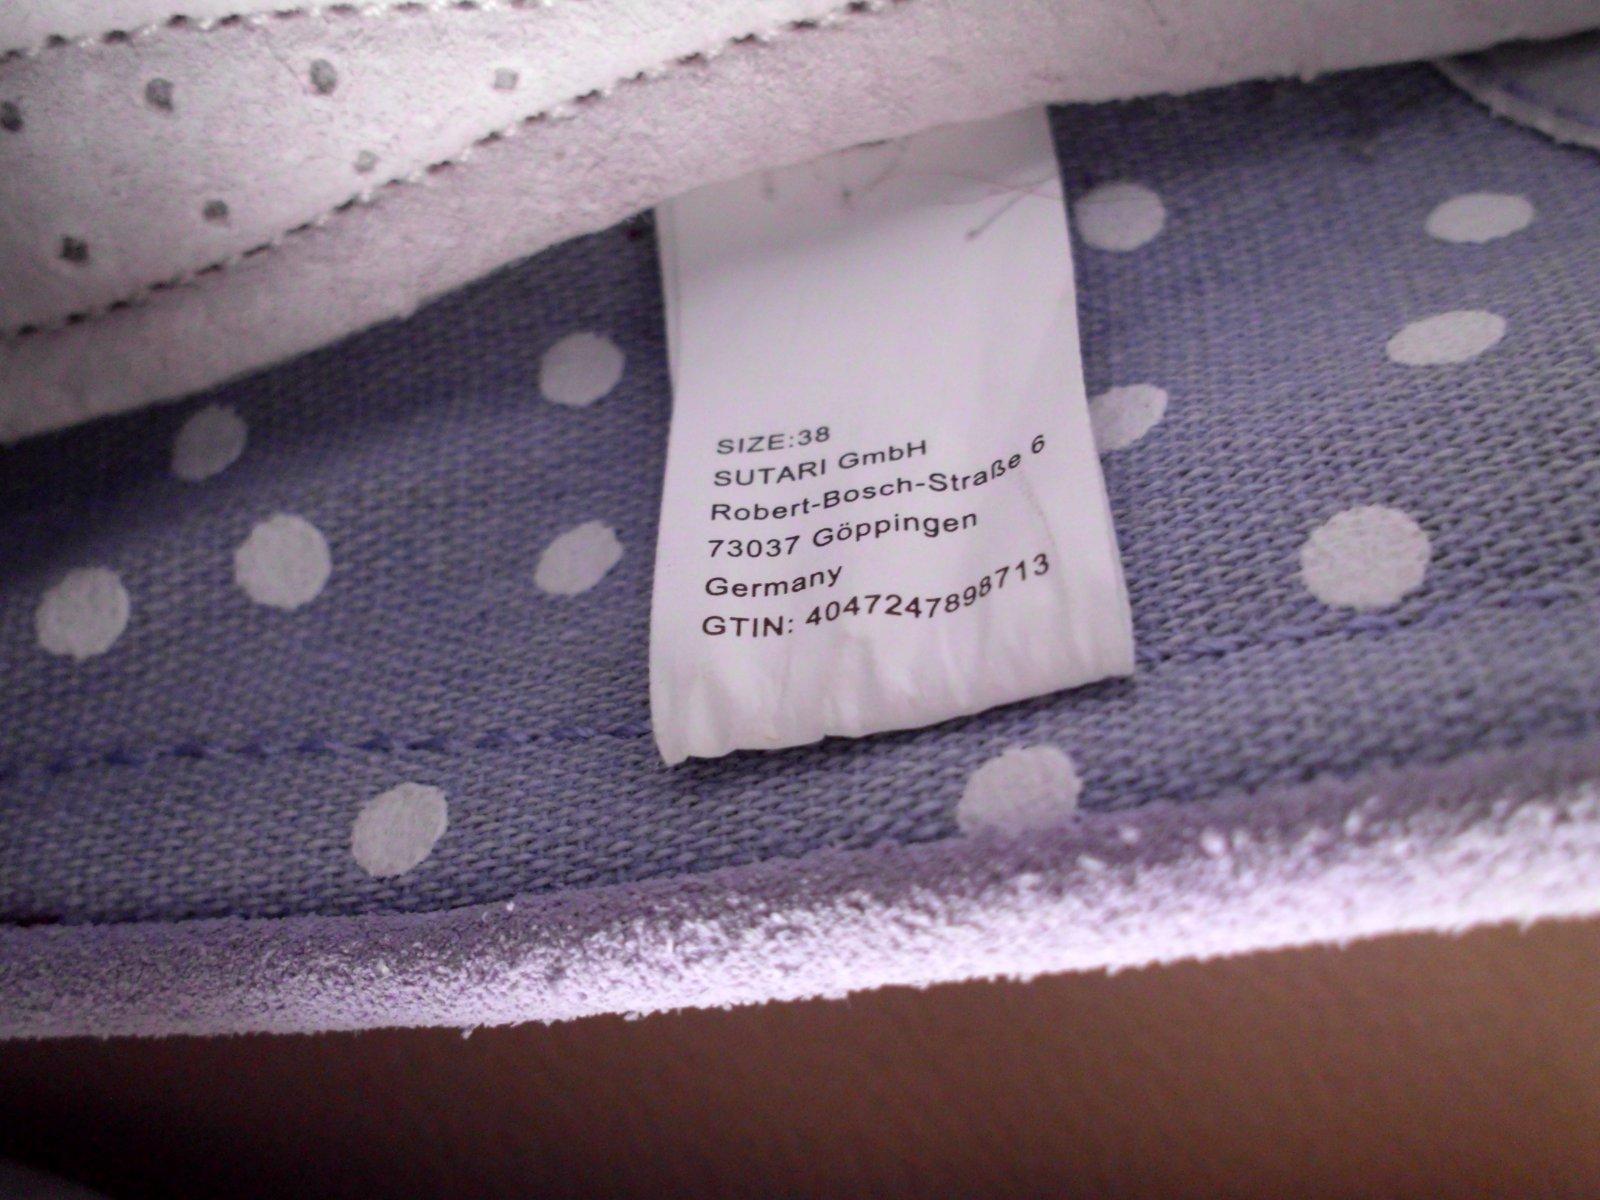 SIZE:38
SUTARI GmbH
Robert-Bosch-Straße 6
73037 Göppingen
Germany
GTIN: 4047247898713